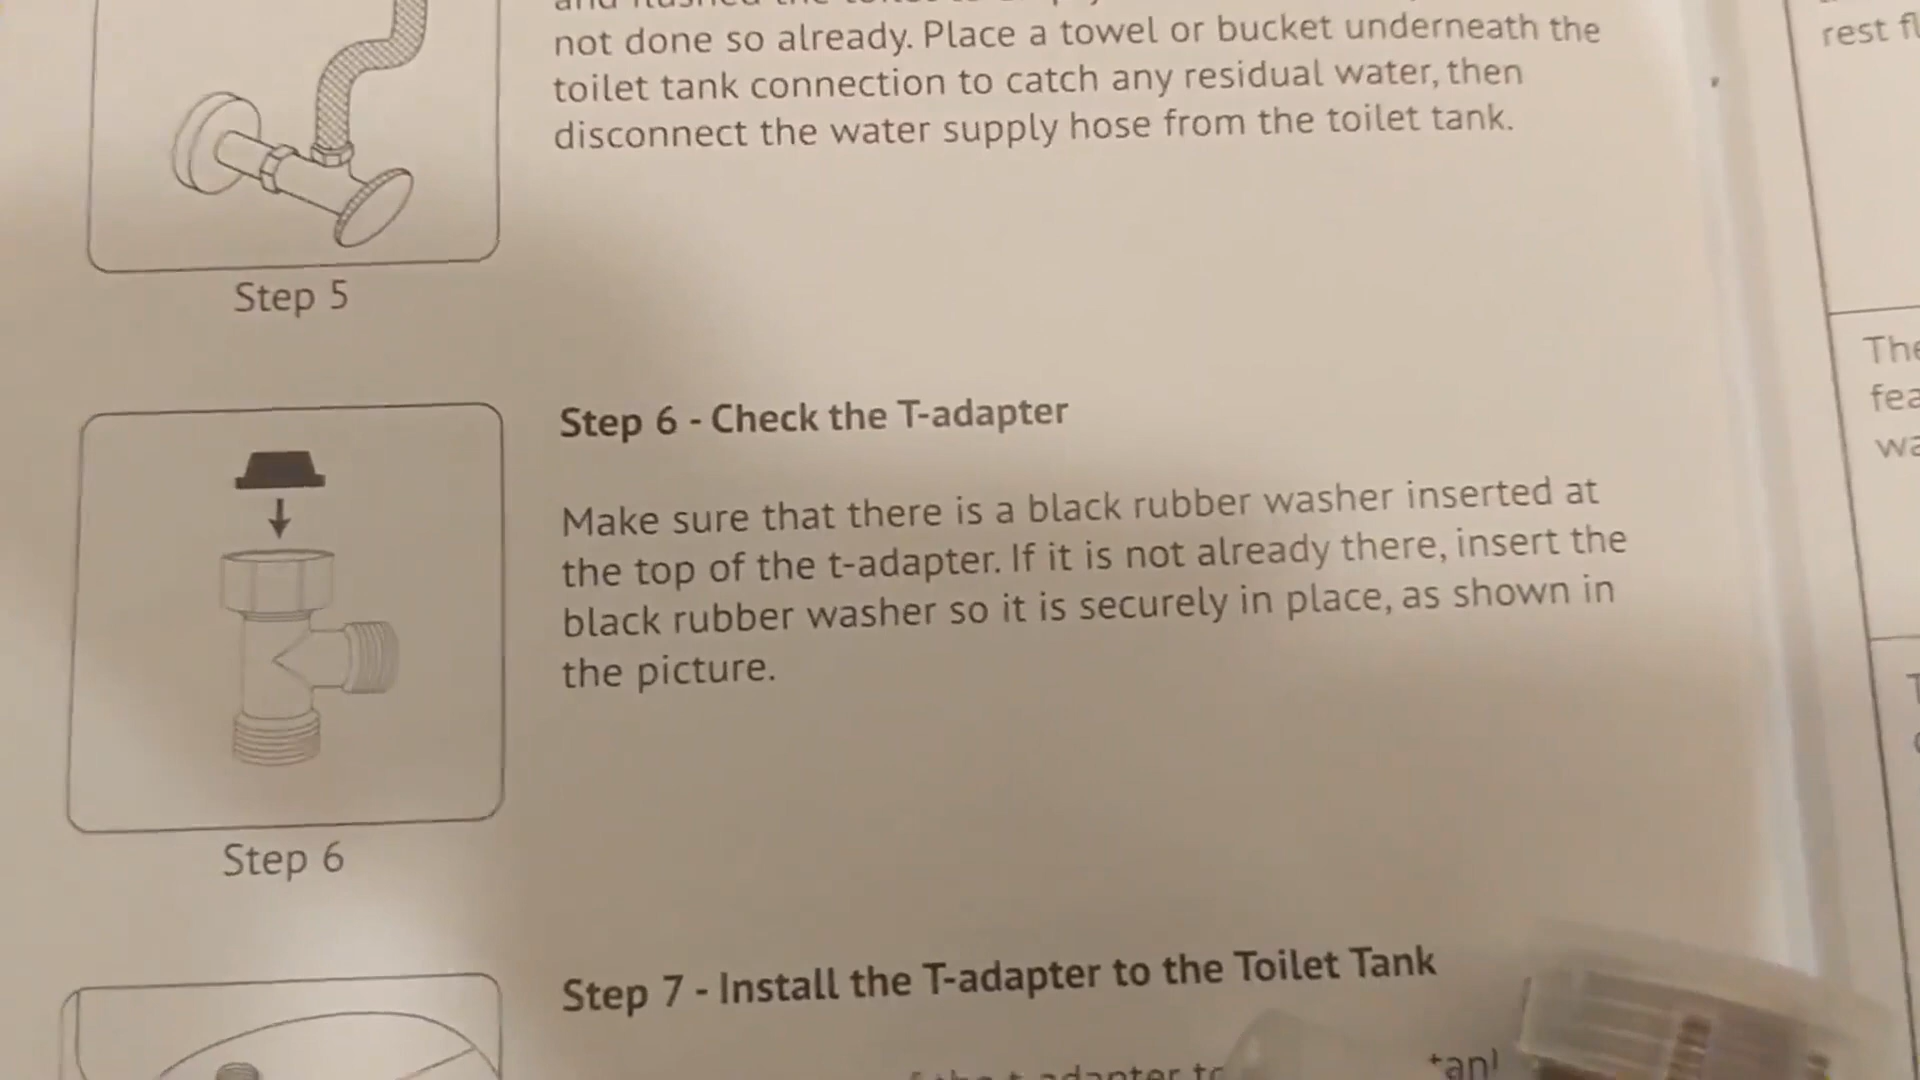 not done so already. Place a towel or bucket underneath the
toilet tank connection to catch any residual water, then
disconnect the water supply hose from the toilet tank.
Step 5
Step 6 - Check the T-adapter
Make sure that there is a black rubber washer inserted at
the top of the t-adapter. If it is not already there, insert the
black rubber washer so it is securely in place, as shown in
the picture.
Step 6
Step 7 - Install the T-adapter to the Toilet Tank
rest